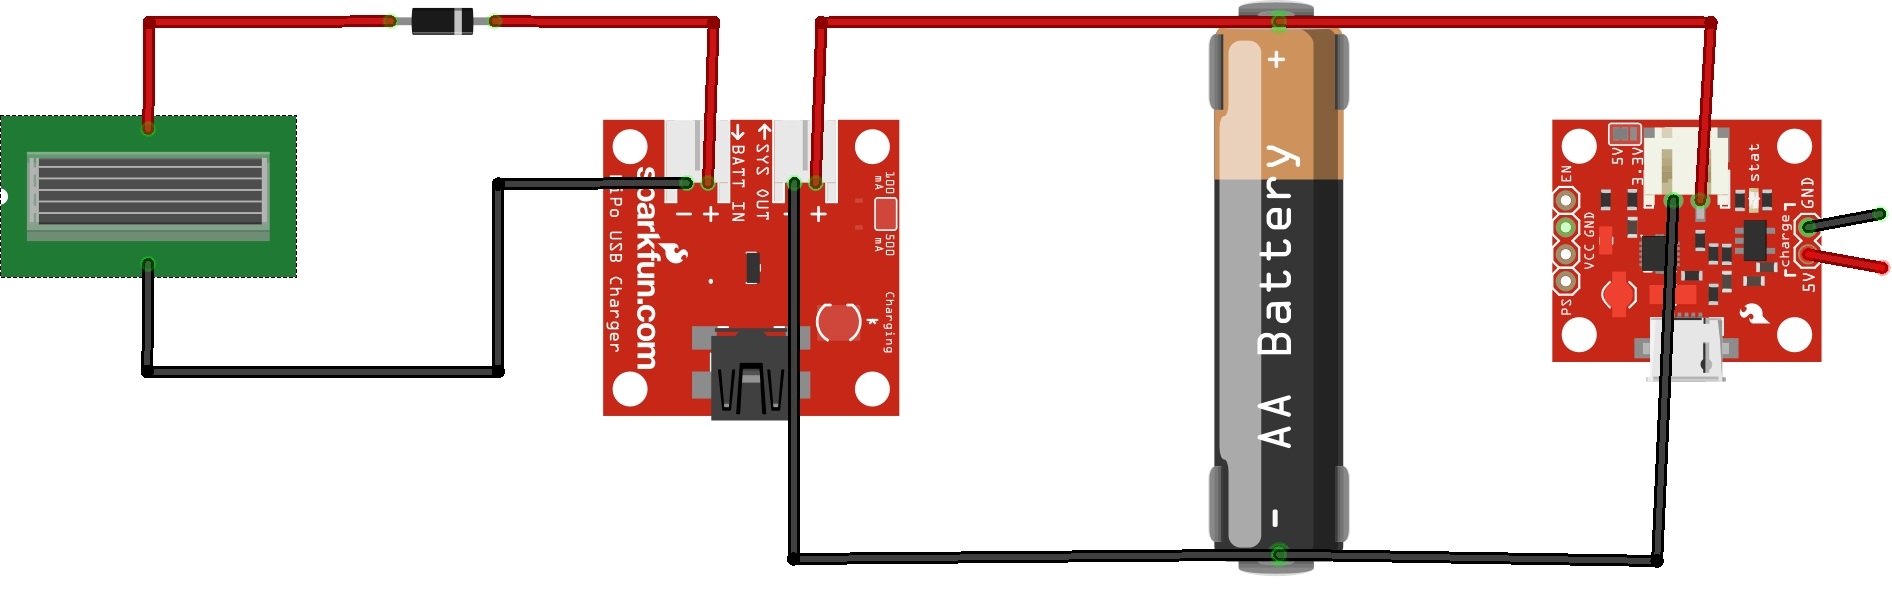 sparkfun.com
LiPo USB Charger
BATT IN
SYS OUT
- +
- +
100
mA
500
mA
Charging
*
+
AA Battery
-
5V
3.3V
stat
EN
GND
VCC
PS
charge
GND
5V